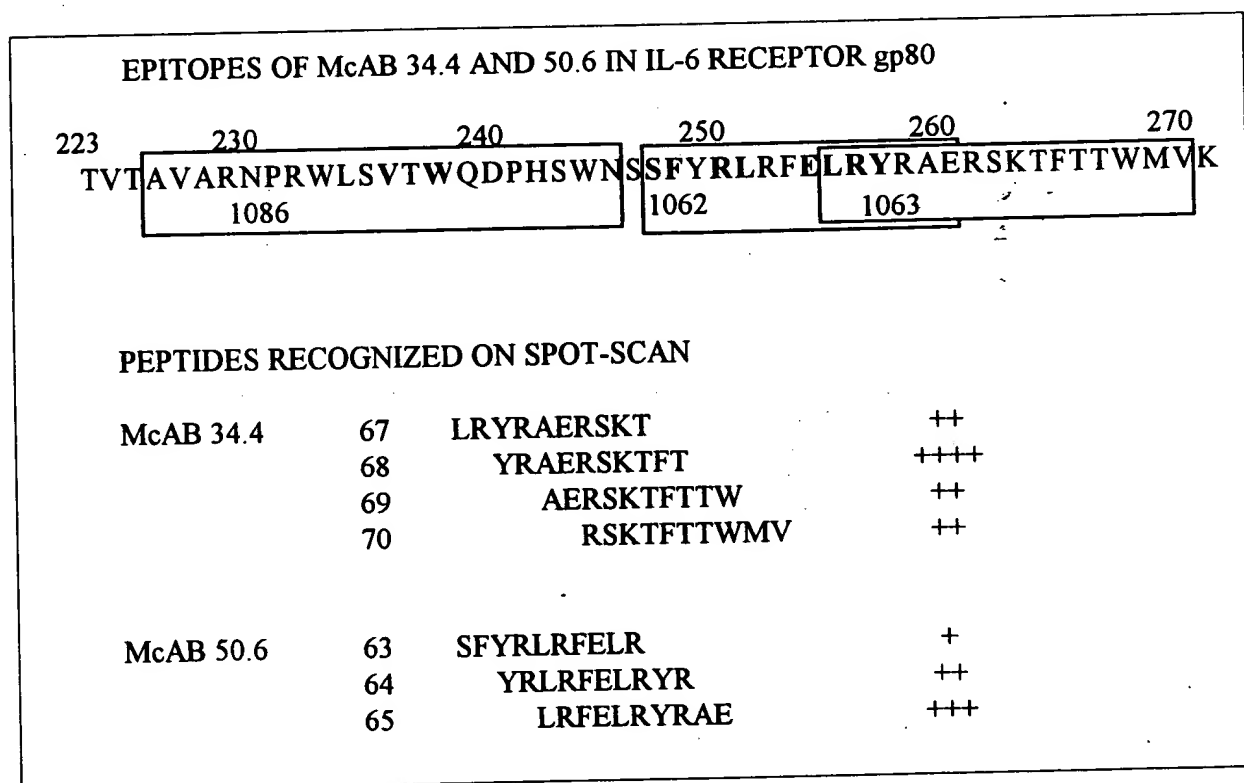 EPITOPES OF McAB 34.4 AND 50.6 IN IL-6 RECEPTOR gp80
223 230 240 250 260 270
TVTAVARNPRWLSVTWQDPHSWNSSFYRLRFELRYRAERSKTFTTWMVK
1086 1062 1063
PEPTIDES RECOGNIZED ON SPOT-SCAN
McAB 34.4 67 LRYRAERSKT ++
68 YRAERSKTFT ++++
69 AERSKTFTTW ++
70 RSKTFTTWMV ++
McAB 50.6 63 SFYRLRFELR +
64 YRLRFELRYR ++
65 LRFELRYRAE +++